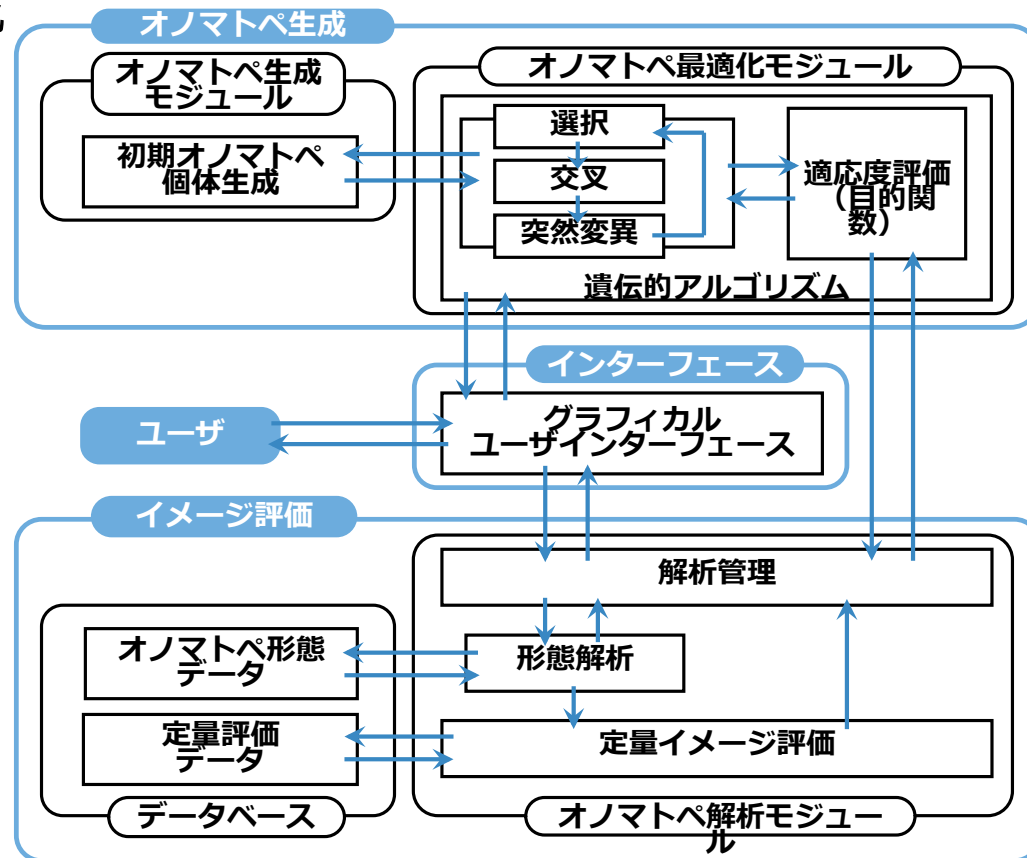 オノマトペ生成
オノマトペ生成
モジュール
初期オノマトペ
個体生成
オノマトペ最適化モジュール
選択
交叉
突然変異
適応度評価
（目的関
数）
遺伝的アルゴリズム
インターフェース
グラフィカル
ユーザインターフェース
ユーザ
イメージ評価
解析管理
オノマトペ形態
データ
形態解析
定量評価
データ
定量イメージ評価
データベース
オノマトペ解析モジュー
ル